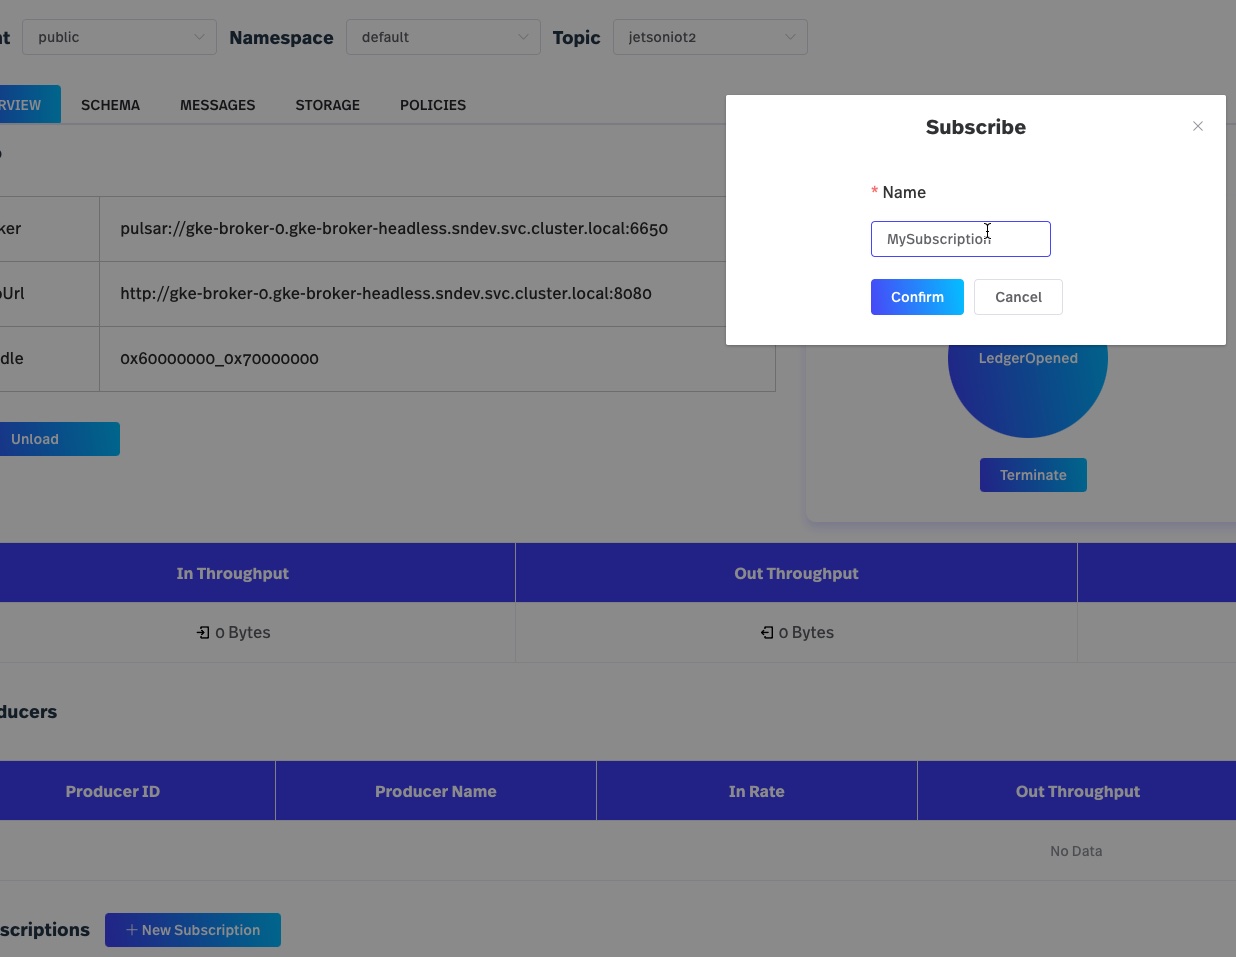 nt public Namespace default Topic jetsoniot2
RVIEW SCHEMA MESSAGES STORAGE POLICIES
Subscribe
* Name
MySubscription
Confirm Cancel
ker pulsar://gke-broker-0.gke-broker-headless.sndev.svc.cluster.local:6650
oUrl http://gke-broker-0.gke-broker-headless.sndev.svc.cluster.local:8080
dle 0x60000000_0x70000000
LedgerOpened
Unload
Terminate
In Throughput Out Throughput
0 Bytes 0 Bytes
ducers
Producer ID Producer Name In Rate Out Throughput
No Data
scriptions + New Subscription